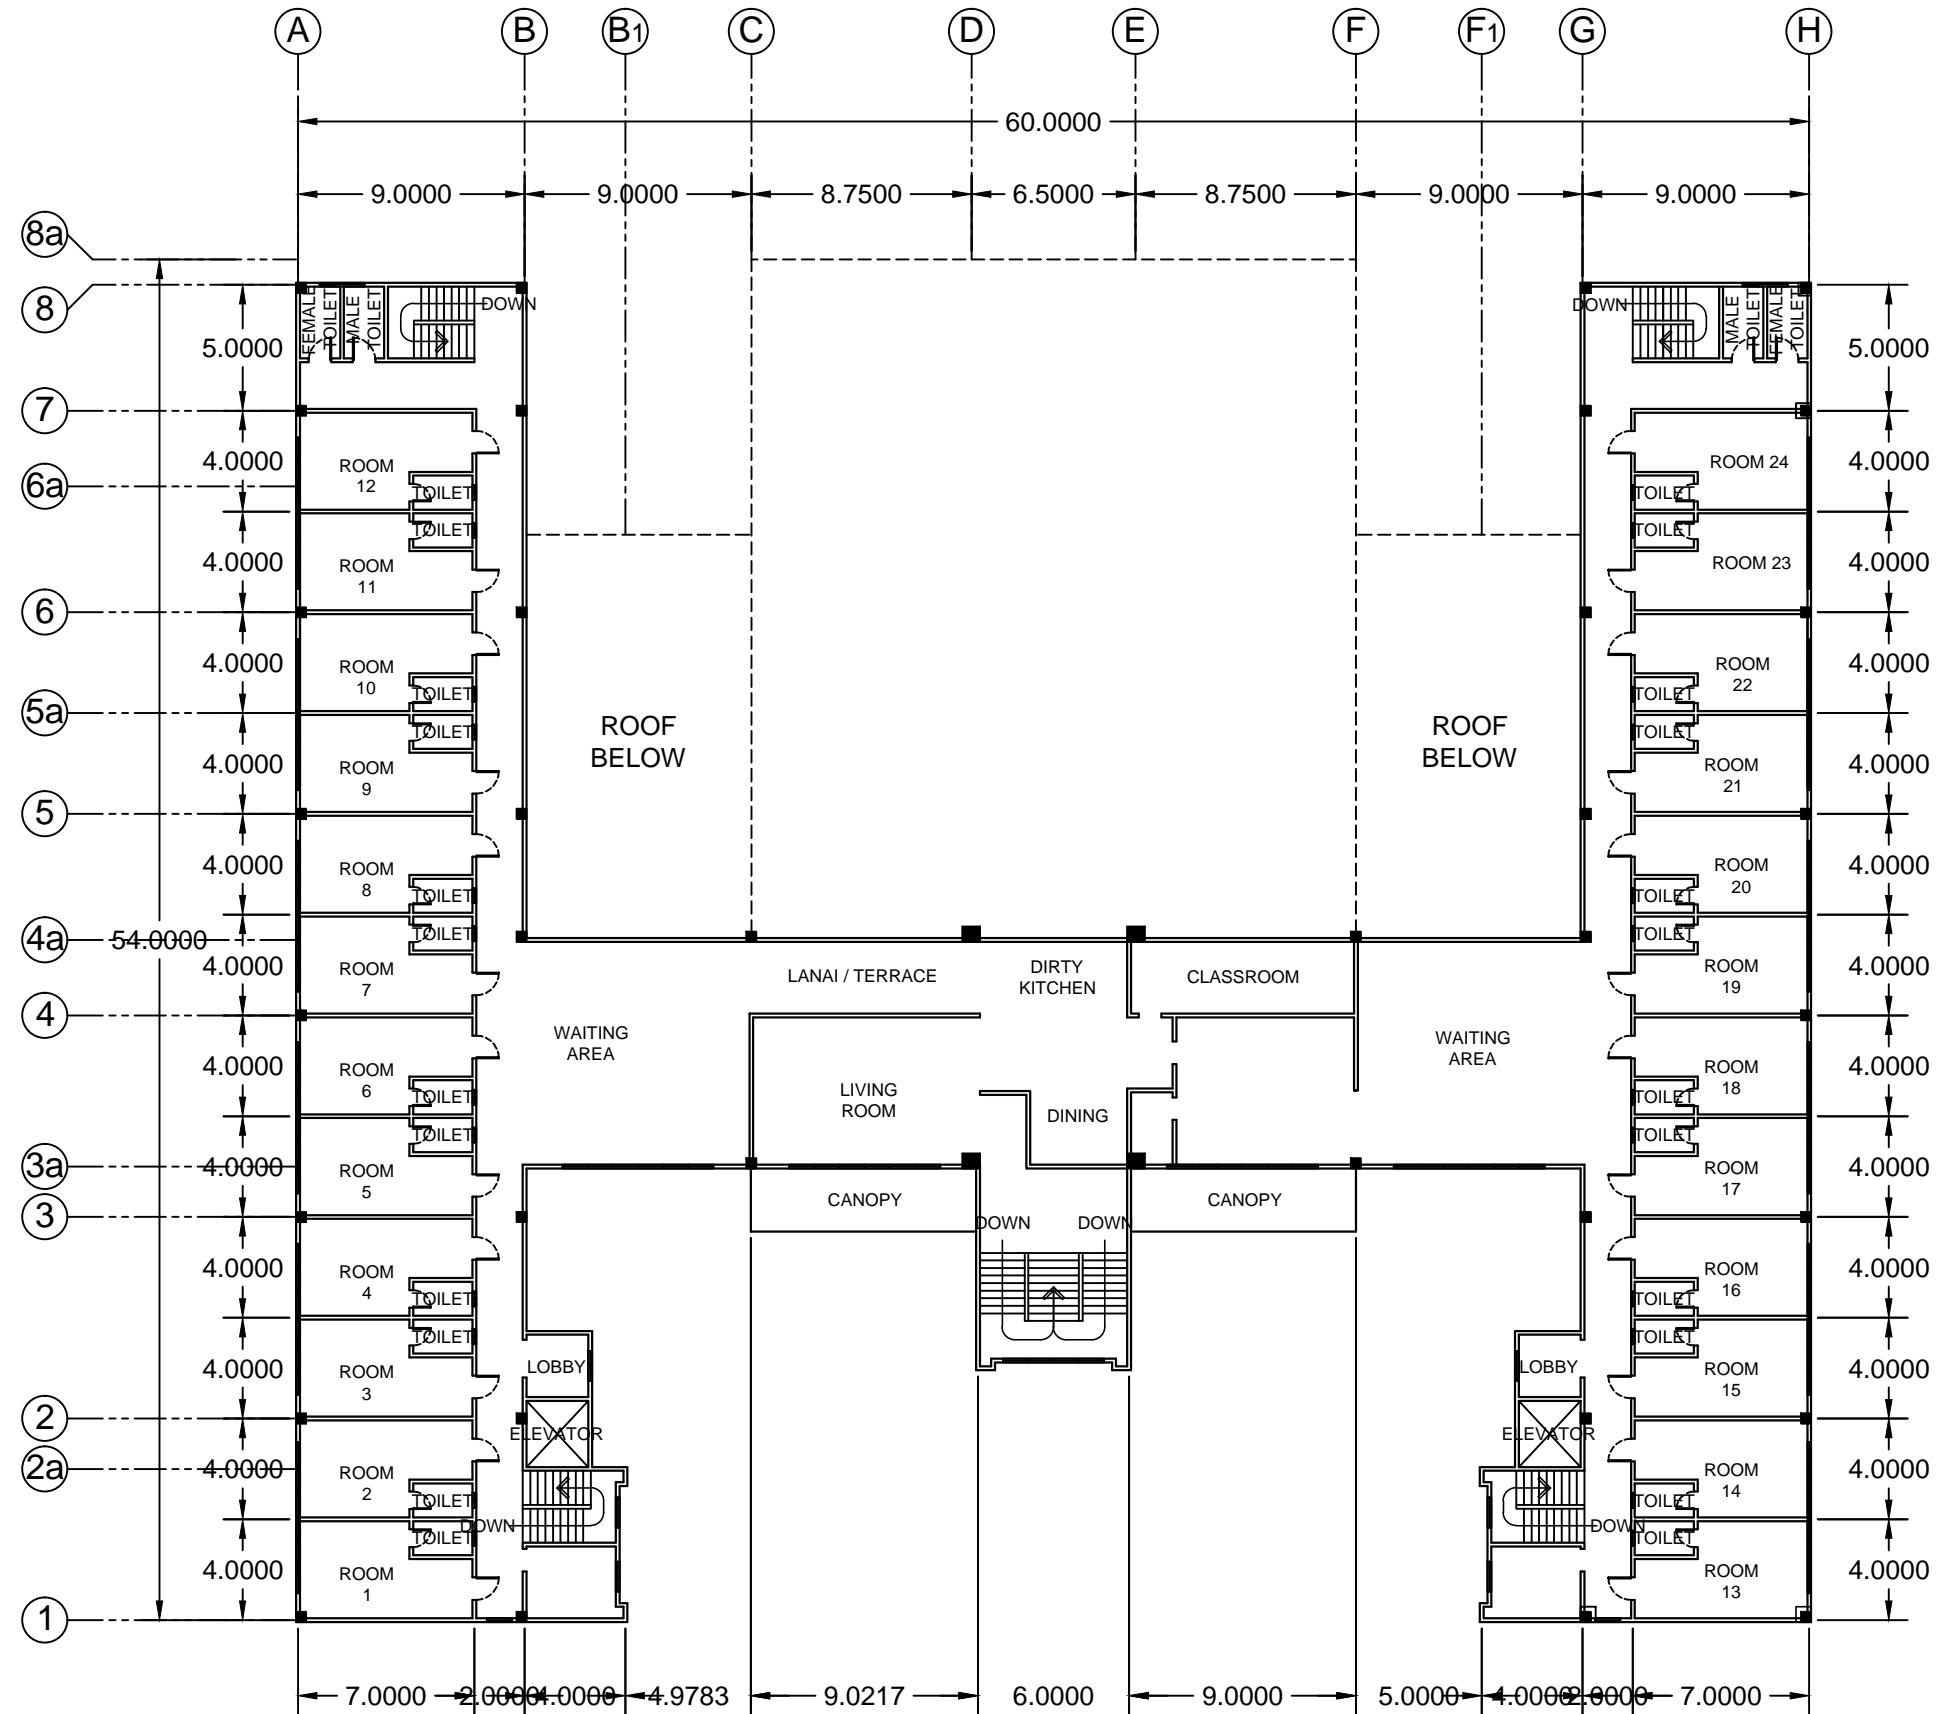 A B B1 C D E F F1 G H
60.0000
9.0000 9.0000 8.7500 6.5000 8.7500 9.0000 9.0000
8a
8
FEMALE
TOILET
MALE
TOILET
DOWN
DOWN
MALE
TOILET
FEMALE
TOILET
5.0000
5.0000
7
4.0000
ROOM
12
TOILET
ROOM 24
TOILET
4.0000
6a
4.0000
ROOM
11
TOILET
ROOM 23
TOILET
4.0000
6
4.0000
ROOM
10
TOILET
ROOM
22
TOILET
4.0000
5a
ROOF
BELOW
ROOF
BELOW
4.0000
ROOM
9
TOILET
ROOM
21
TOILET
4.0000
5
4.0000
ROOM
8
TOILET
ROOM
20
TOILET
4.0000
4a
54.0000
4.0000
ROOM
7
TOILET
LANAI / TERRACE
DIRTY
KITCHEN
CLASSROOM
ROOM
19
TOILET
4.0000
4
WAITING
AREA
WAITING
AREA
4.0000
ROOM
6
TOILET
LIVING
ROOM
DINING
ROOM
18
TOILET
4.0000
3a
4.0000
ROOM
5
TOILET
ROOM
17
TOILET
4.0000
3
CANOPY
CANOPY
DOWN
DOWN
4.0000
ROOM
4
TOILET
ROOM
16
TOILET
4.0000
4.0000
ROOM
3
TOILET
LOBBY
LOBBY
ROOM
15
TOILET
4.0000
2
ELEVATOR
ELEVATOR
2a
4.0000
ROOM
2
TOILET
ROOM
14
TOILET
4.0000
DOWN
DOWN
4.0000
ROOM
1
TOILET
ROOM
13
TOILET
4.0000
1
7.0000 2.0000 4.0000 4.9783 9.0217 6.0000 9.0000 5.0000 4.0000 2.0000 7.0000